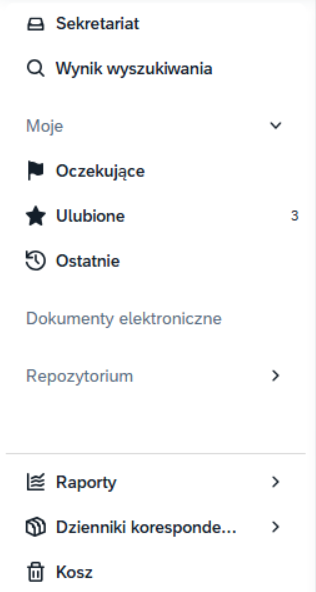 Sekretariat
Wynik wyszukiwania
Moje
Oczekujące
Ulubione 3
Ostatnie
Dokumenty elektroniczne
Repozytorium
Raporty
Dzienniki koresponde...
Kosz